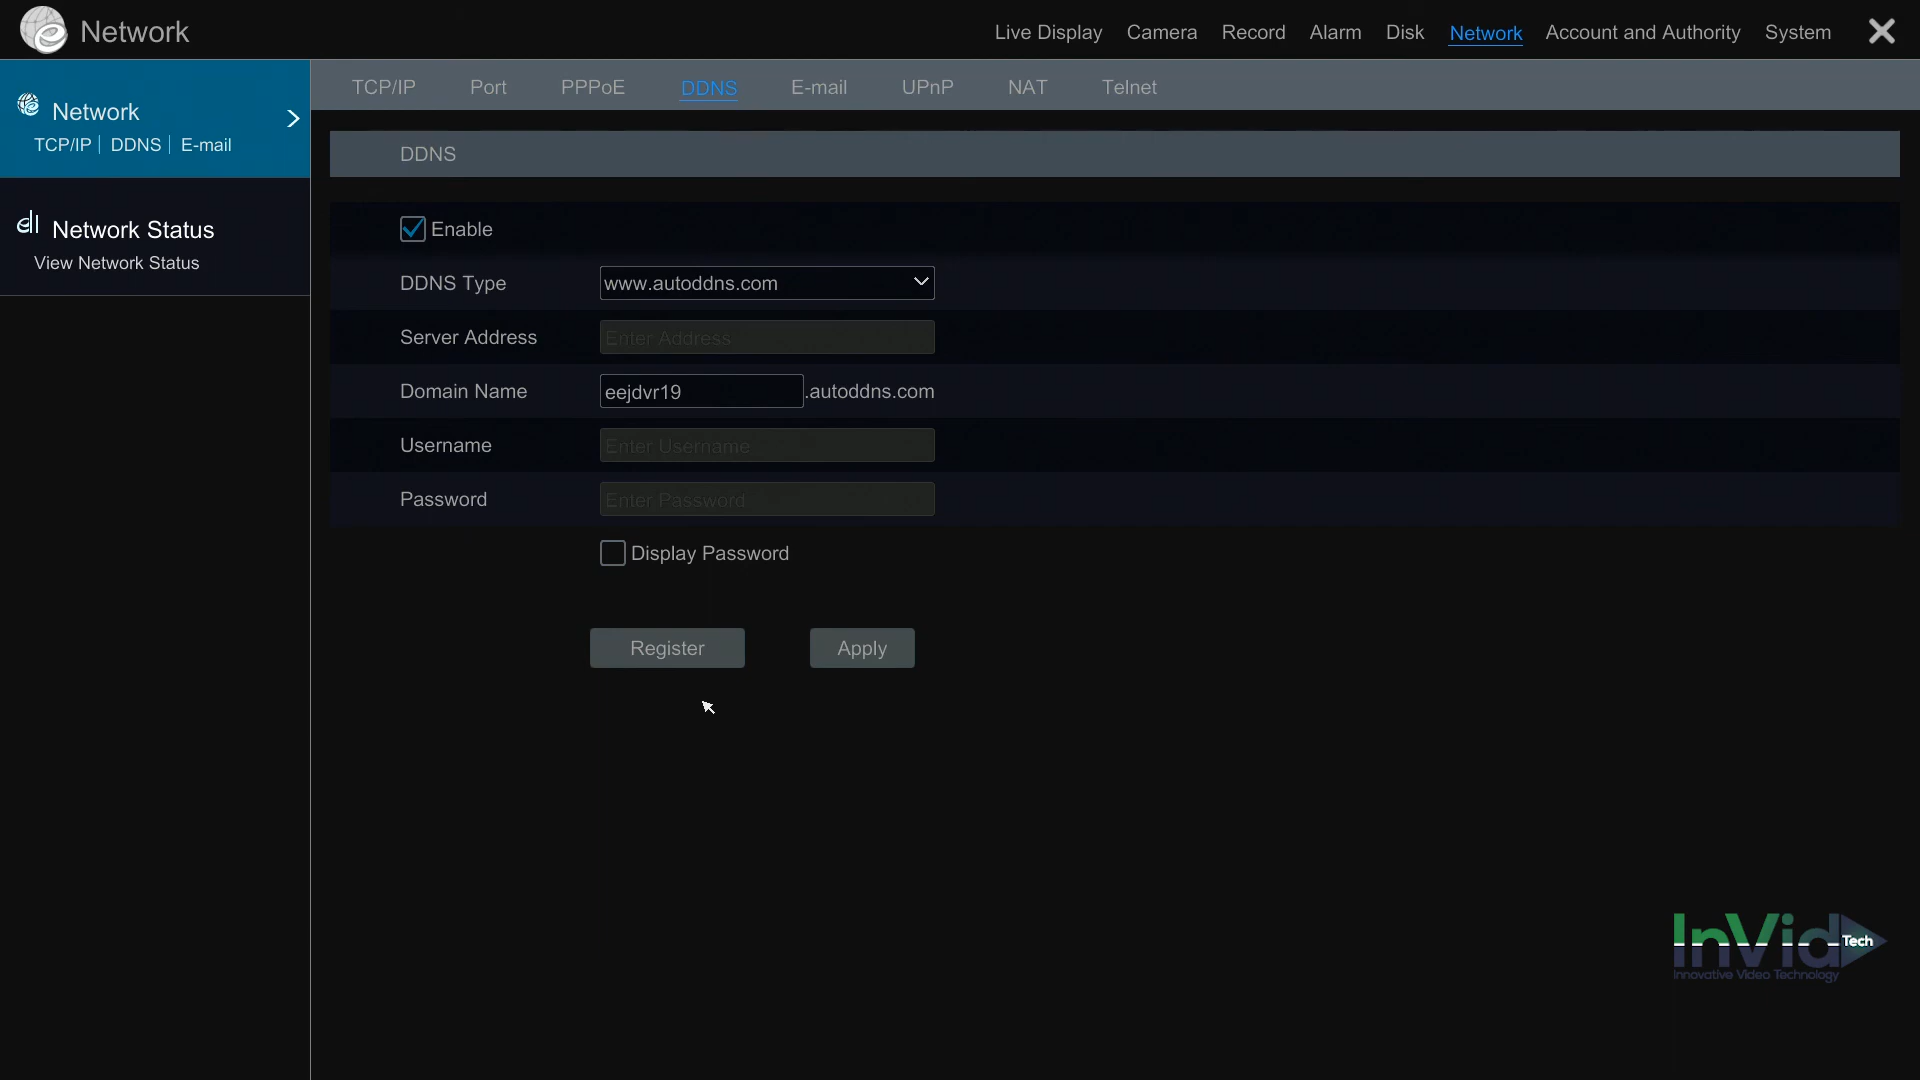 Network
Live Display Camera Record Alarm Disk Network Account and Authority System
Network
TCP/IP DDNS E-mail
Network Status
View Network Status
TCP/IP Port PPPoE DDNS E-mail UPnP NAT Telnet
DDNS
Enable
DDNS Type www.autoddns.com
Server Address Enter Address
Domain Name eejdvr19 .autoddns.com
Username Enter Username
Password Enter Password
Display Password
Register Apply
InVid Tech
Innovative Video Technology